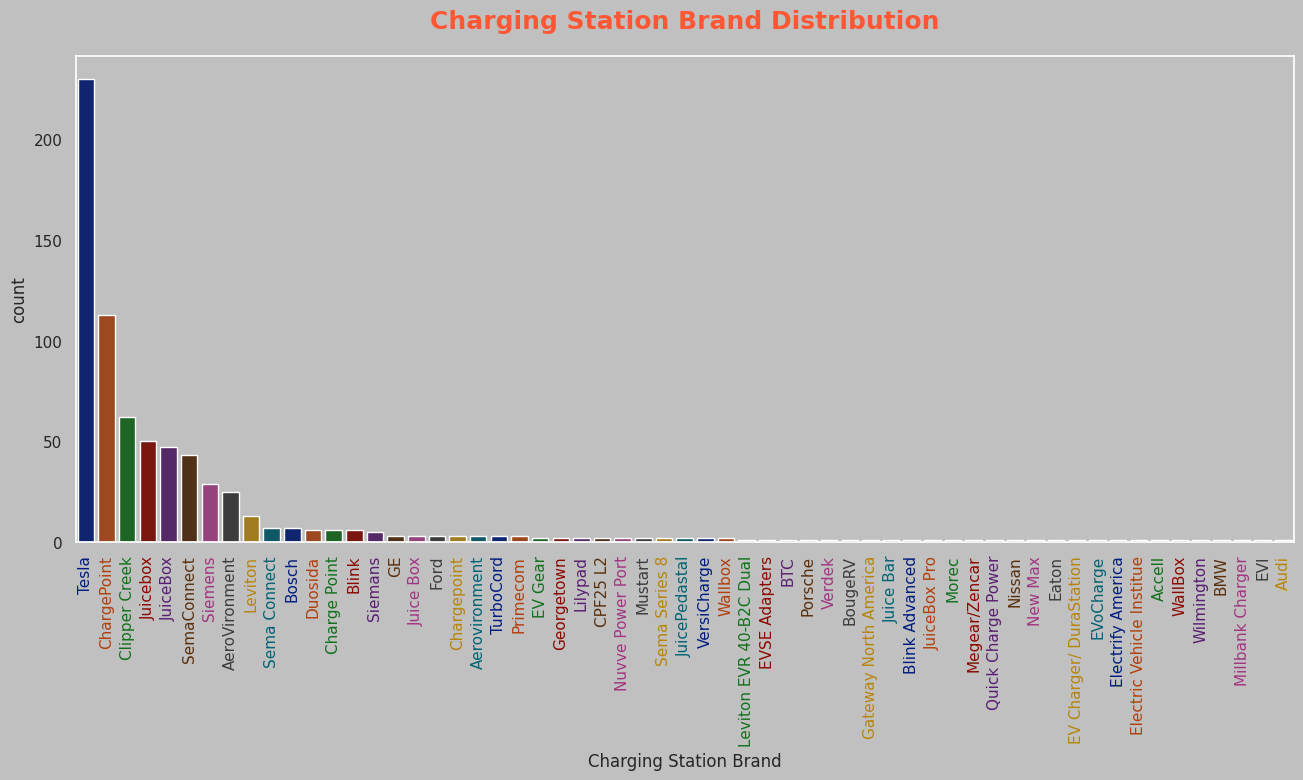 Charging Station Brand Distribution
count
200
150
100
50
0
Tesla
ChargePoint
Clipper Creek
Juicebox
JuiceBox
SemaConnect
Siemens
AeroVironment
Leviton
Sema Connect
Bosch
Duosida
Charge Point
Blink
Siemans
GE
Juice Box
Ford
Chargepoint
Aerovironment
TurboCord
Primecom
EV Gear
Georgetown
Lilypad
CPF25 L2
Nuvve Power Port
Mustart
Sema Series 8
JuicePedastal
VersiCharge
Wallbox
Leviton EVR 40-B2C Dual
EVSE Adapters
BTC
Porsche
Verdek
BougeRV
Gateway North America
Juice Bar
Blink Advanced
JuiceBox Pro
Morec
Megear/Zencar
Quick Charge Power
Nissan
New Max
Eaton
EV Charger/ DuraStation
EVoCharge
Electrify America
Electric Vehicle Institue
Accell
WallBox
Wilmington
BMW
Millbank Charger
EVI
Audi
Charging Station Brand